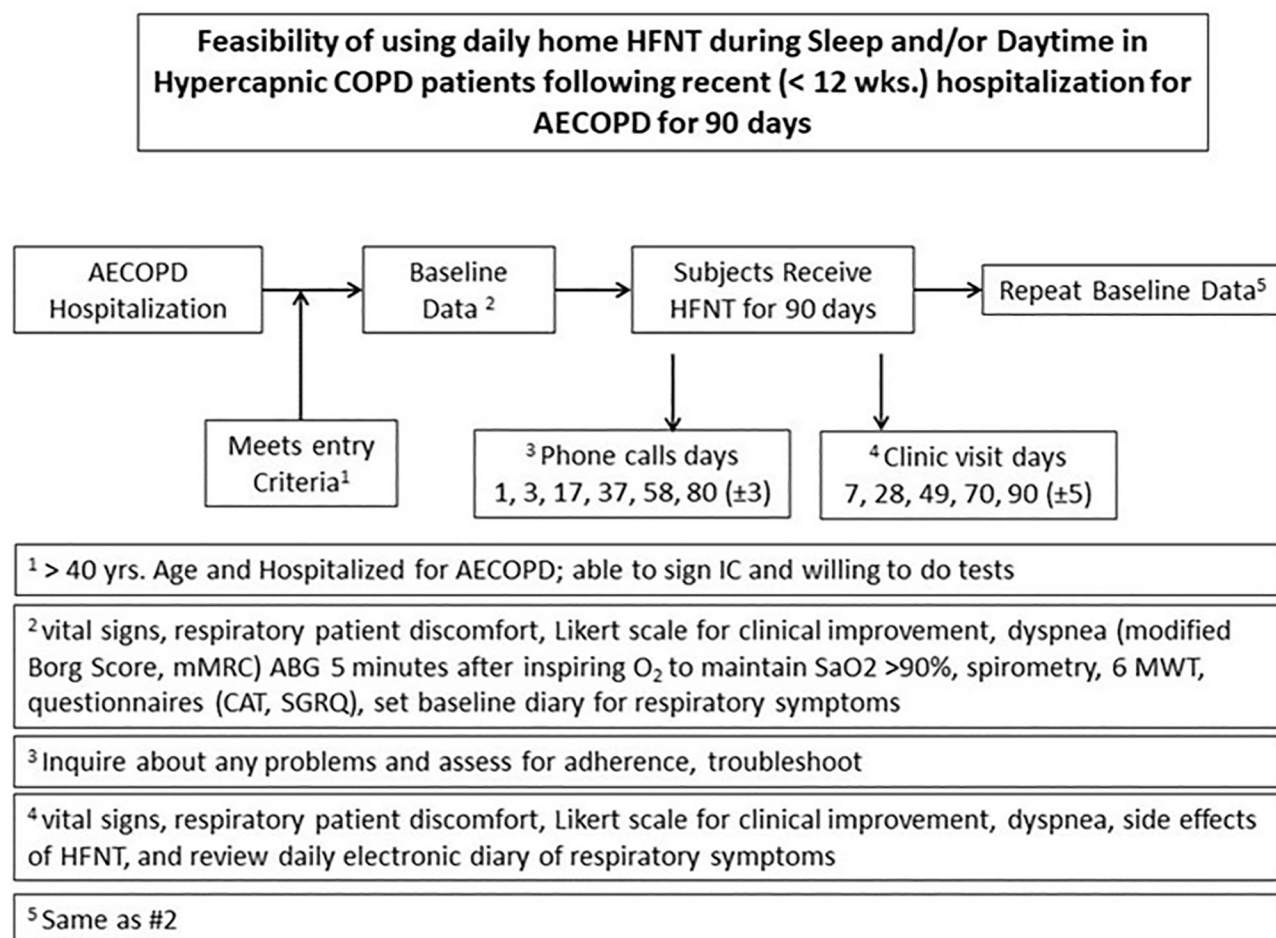 Feasibility of using daily home HFNT during Sleep and/or Daytime in
Hypercapnic COPD patients following recent (< 12 wks.) hospitalization for
AECOPD for 90 days
AECOPD
Hospitalization
Baseline
Data ²
Subjects Receive
HFNT for 90 days
Repeat Baseline Data⁵
Meets entry
Criteria¹
³ Phone calls days
1, 3, 17, 37, 58, 80 (±3)
⁴ Clinic visit days
7, 28, 49, 70, 90 (±5)
¹ > 40 yrs. Age and Hospitalized for AECOPD; able to sign IC and willing to do tests
² vital signs, respiratory patient discomfort, Likert scale for clinical improvement, dyspnea (modified
Borg Score, mMRC) ABG 5 minutes after inspiring O₂ to maintain SaO2 >90%, spirometry, 6 MWT,
questionnaires (CAT, SGRQ), set baseline diary for respiratory symptoms
³ Inquire about any problems and assess for adherence, troubleshoot
⁴ vital signs, respiratory patient discomfort, Likert scale for clinical improvement, dyspnea, side effects
of HFNT, and review daily electronic diary of respiratory symptoms
⁵ Same as #2